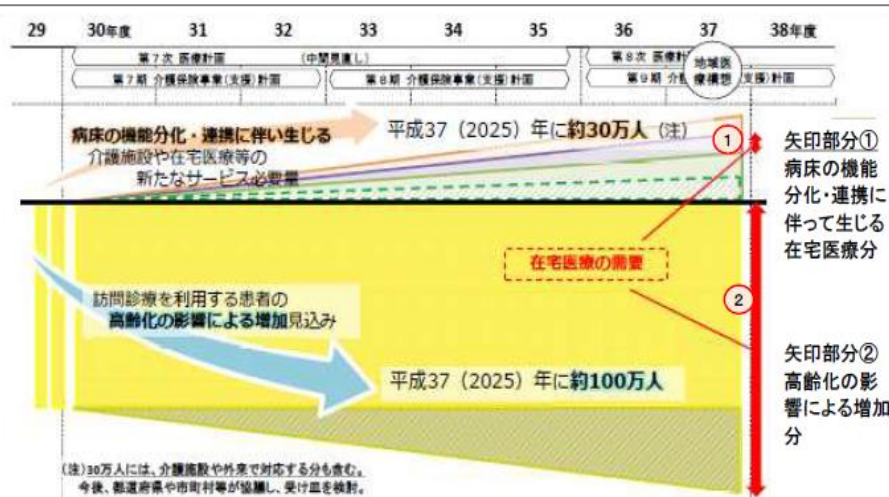 29 30年度 31 32 33 34 35 36 37 38年度
第7次 医療計画 (中間見直し) 第8次 医療計
地域医療構想
第7期 介護保険事業(支援)計画 第8期 介護保険事業(支援)計画 第9期 介 支援)計画
病床の機能分化・連携に伴い生じる
介護施設や在宅医療等の
新たなサービス必要量
平成37(2025)年に約30万人(注)
1
矢印部分①
病床の機能
分化・連携に
伴って生じる
在宅医療分
在宅医療の需要
2
訪問診療を利用する患者の
高齢化の影響による増加見込み
平成37(2025)年に約100万人
矢印部分②
高齢化の影
響による増加
分
(注)30万人には、介護施設や外来で対応する分も含む。
今後、都道府県や市町村等が協議し、受け皿を検討。